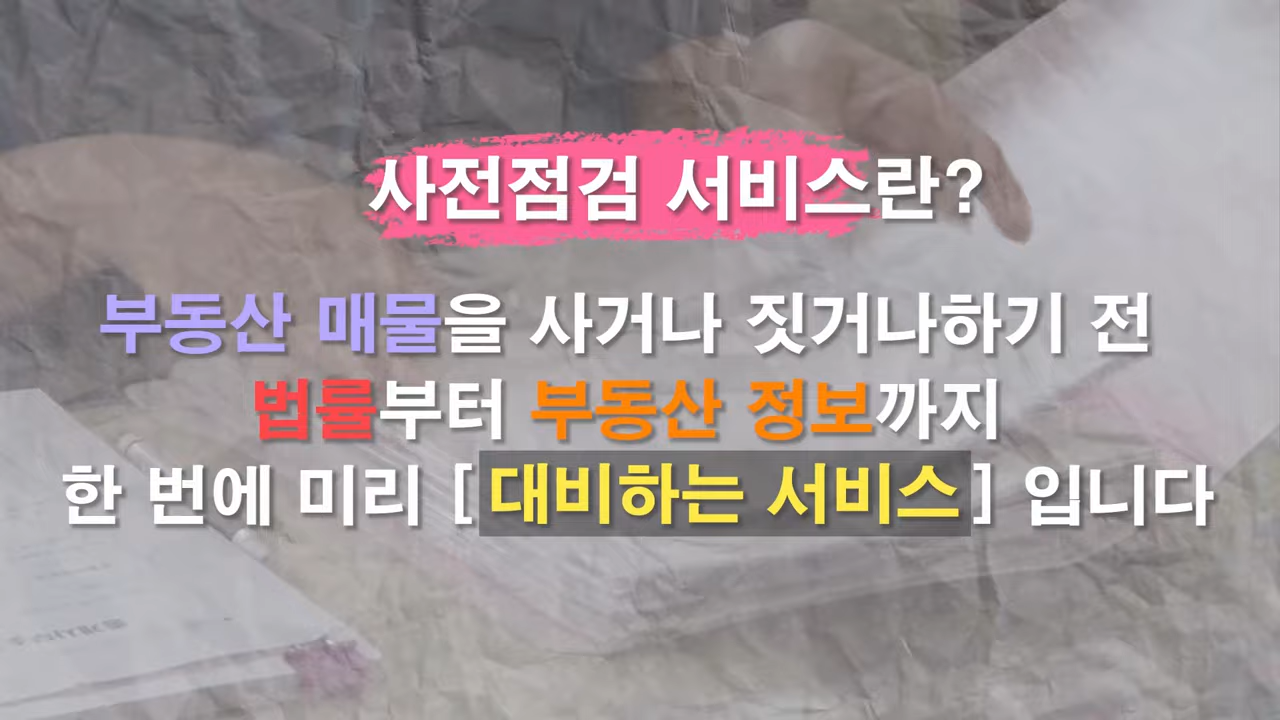 사전점검 서비스란?
부동산 매물을 사거나 짓거나하기 전
법률부터 부동산 정보까지
한 번에 미리 [대비하는 서비스] 입니다